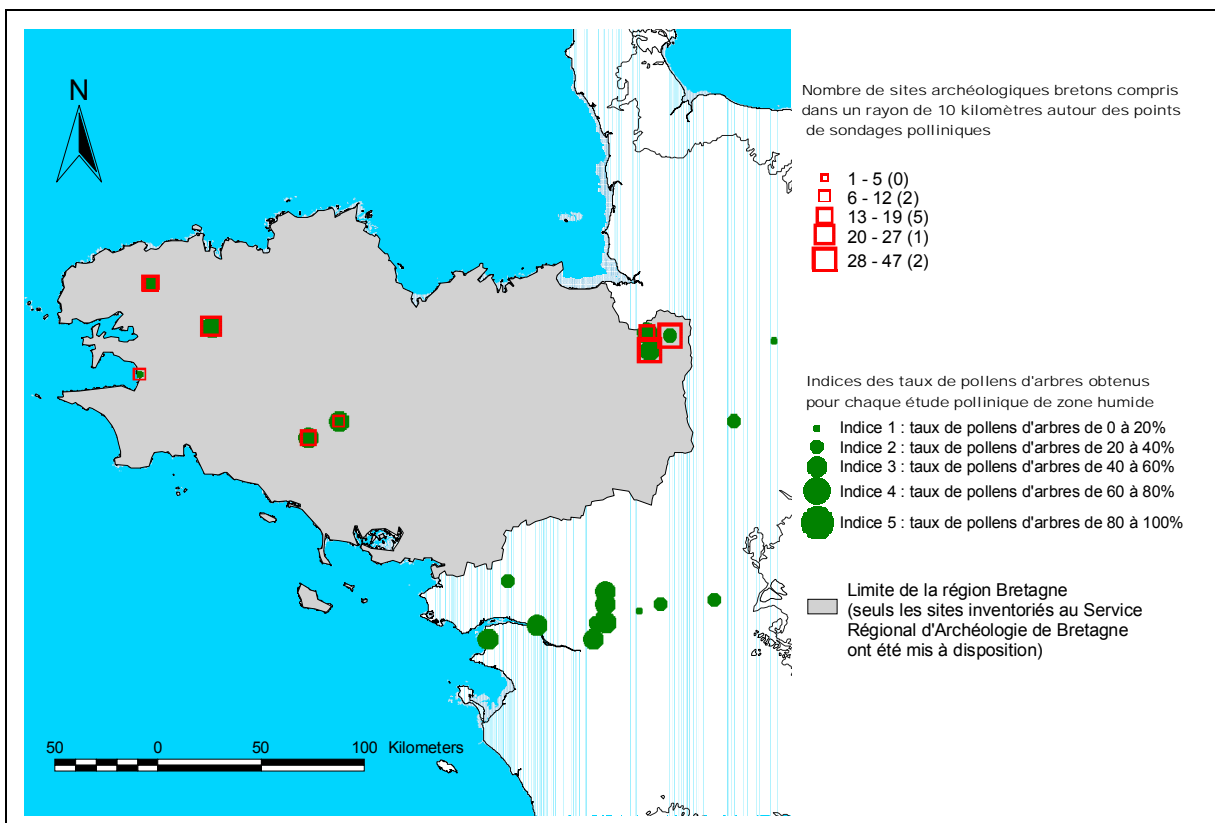 N
Nombre de sites archéologiques bretons compris
dans un rayon de 10 kilomètres autour des points
de sondages polliniques
1 - 5 (0)
6 - 12 (2)
13 - 19 (5)
20 - 27 (1)
28 - 47 (2)
Indices des taux de pollens d'arbres obtenus
pour chaque étude pollinique de zone humide
Indice 1 : taux de pollens d'arbres de 0 à 20%
Indice 2 : taux de pollens d'arbres de 20 à 40%
Indice 3 : taux de pollens d'arbres de 40 à 60%
Indice 4 : taux de pollens d'arbres de 60 à 80%
Indice 5 : taux de pollens d'arbres de 80 à 100%
Limite de la région Bretagne
(seuls les sites inventoriés au Service
Régional d'Archéologie de Bretagne
ont été mis à disposition)
50 0 50 100 Kilometers